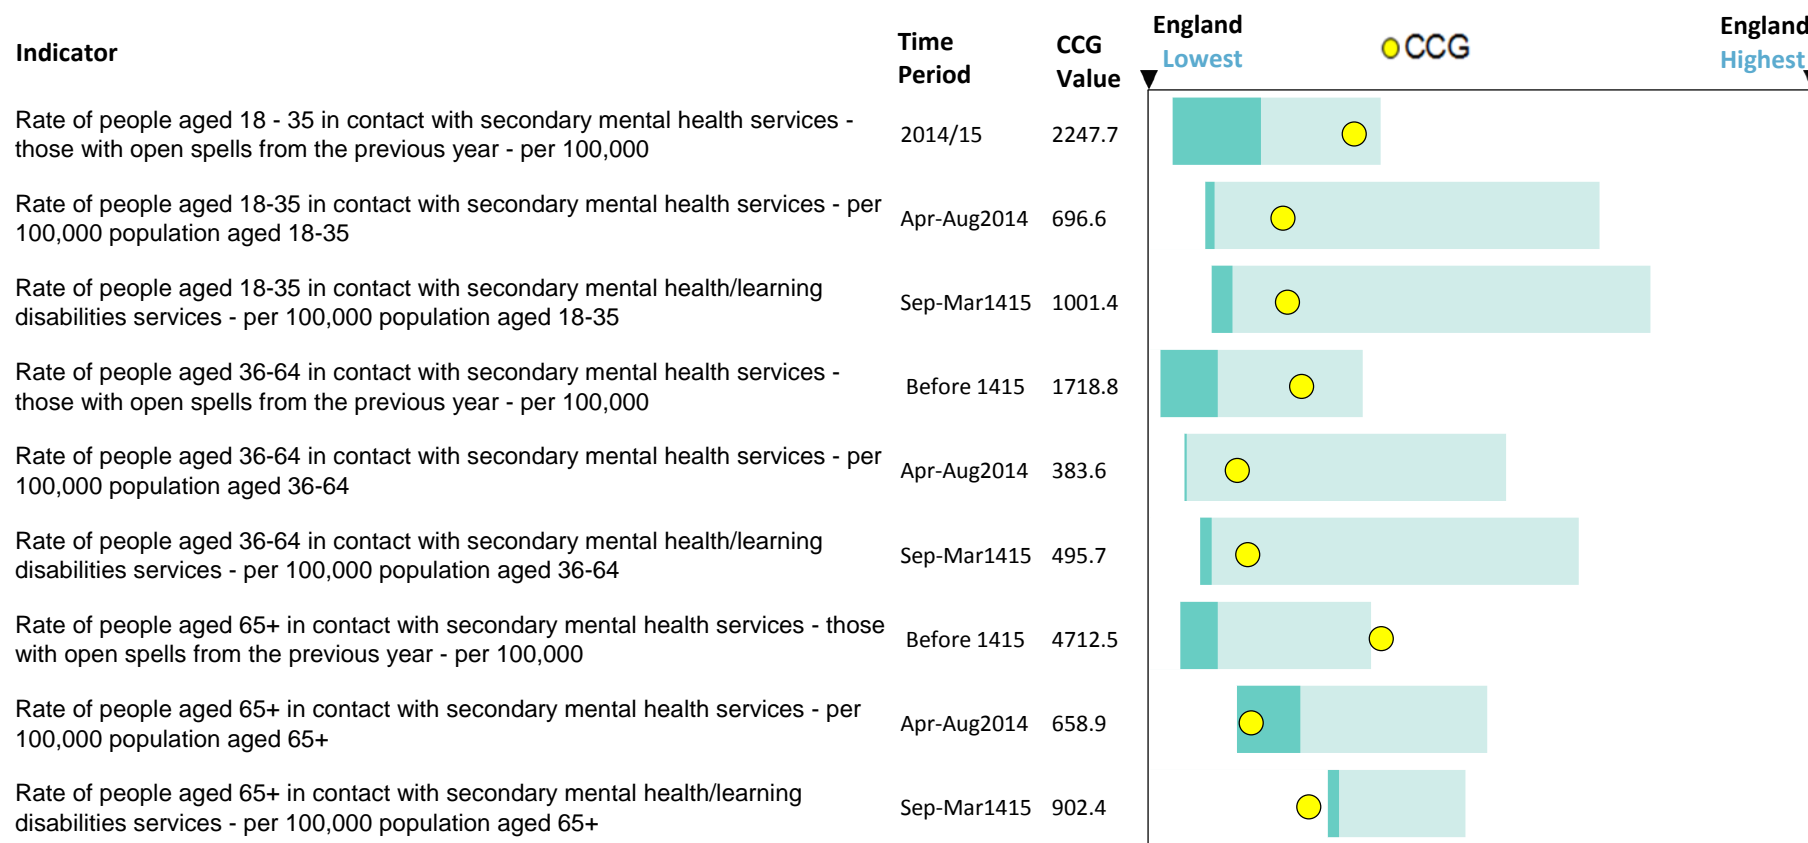 Indicator
Time
Period
CCG
Value
England
Lowest
CCG
England
Highest
Rate of people aged 18 - 35 in contact with secondary mental health services -
those with open spells from the previous year - per 100,000
2014/15
2247.7
Rate of people aged 18-35 in contact with secondary mental health services - per
100,000 population aged 18-35
Apr-Aug2014
696.6
Rate of people aged 18-35 in contact with secondary mental health/learning
disabilities services - per 100,000 population aged 18-35
Sep-Mar1415
1001.4
Rate of people aged 36-64 in contact with secondary mental health services -
those with open spells from the previous year - per 100,000
Before 1415
1718.8
Rate of people aged 36-64 in contact with secondary mental health services - per
100,000 population aged 36-64
Apr-Aug2014
383.6
Rate of people aged 36-64 in contact with secondary mental health/learning
disabilities services - per 100,000 population aged 36-64
Sep-Mar1415
495.7
Rate of people aged 65+ in contact with secondary mental health services - those
with open spells from the previous year - per 100,000
Before 1415
4712.5
Rate of people aged 65+ in contact with secondary mental health services - per
100,000 population aged 65+
Apr-Aug2014
658.9
Rate of people aged 65+ in contact with secondary mental health/learning
disabilities services - per 100,000 population aged 65+
Sep-Mar1415
902.4